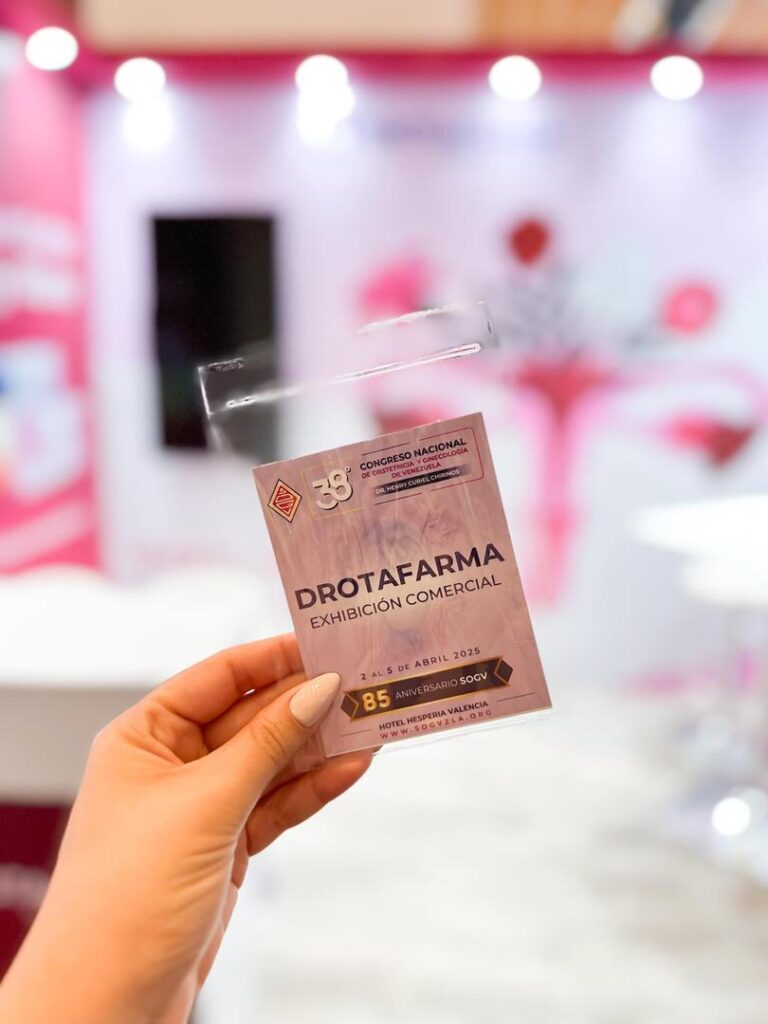 38°
CONGRESO NACIONAL
DE OBSTETRICIA Y GINECOLOGÍA
DE VENEZUELA
DR. HENRY CURIEL CHIRINOS
DROTAFARMA
EXHIBICIÓN COMERCIAL
2 AL 5 DE ABRIL 2025
85 ANIVERSARIO SOGV
HOTEL HESPERIA VALENCIA
WWW.SOGVZLA.ORG